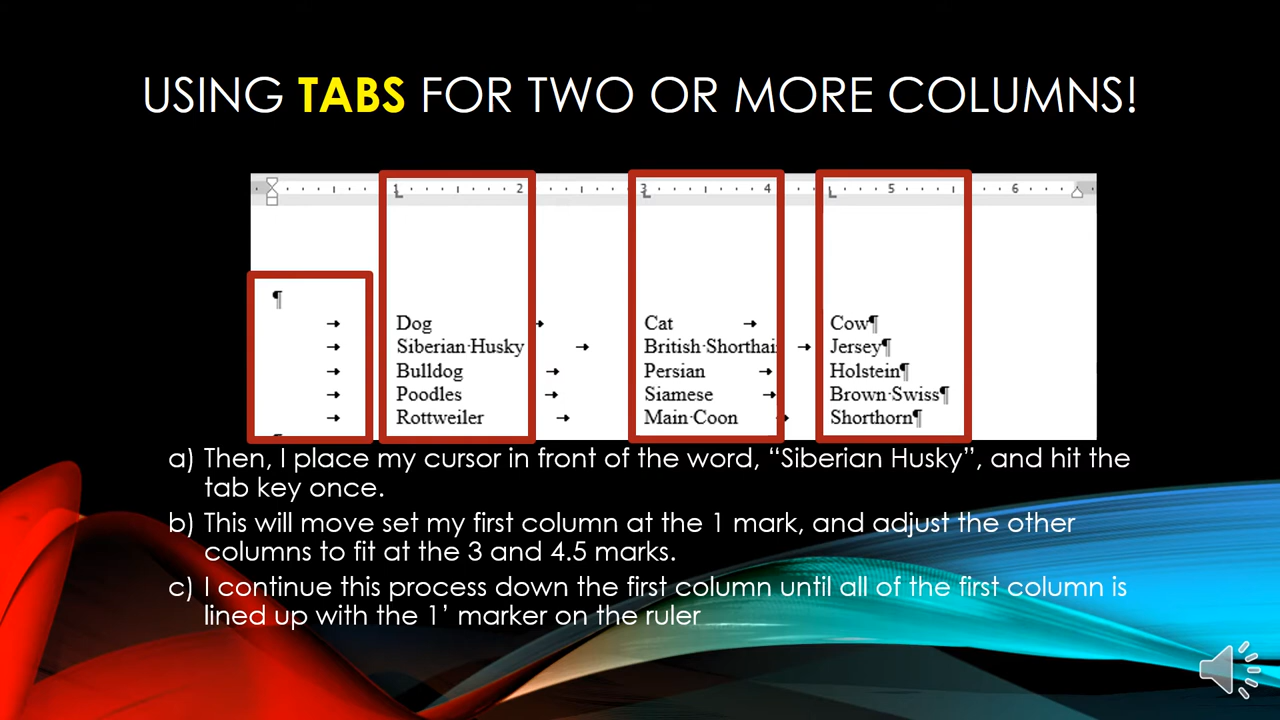 USING TABS FOR TWO OR MORE COLUMNS!
1 2 3 4 5 6
¶
→ Dog → Cat → Cow¶
→ Siberian·Husky → British·Shorthair → Jersey¶
→ Bulldog → Persian → Holstein¶
→ Poodles → Siamese → Brown·Swiss¶
→ Rottweiler → Main·Coon → Shorthorn¶
a) Then, I place my cursor in front of the word, “Siberian Husky”, and hit the
tab key once.
b) This will move set my first column at the 1 mark, and adjust the other
columns to fit at the 3 and 4.5 marks.
c) I continue this process down the first column until all of the first column is
lined up with the 1’ marker on the ruler